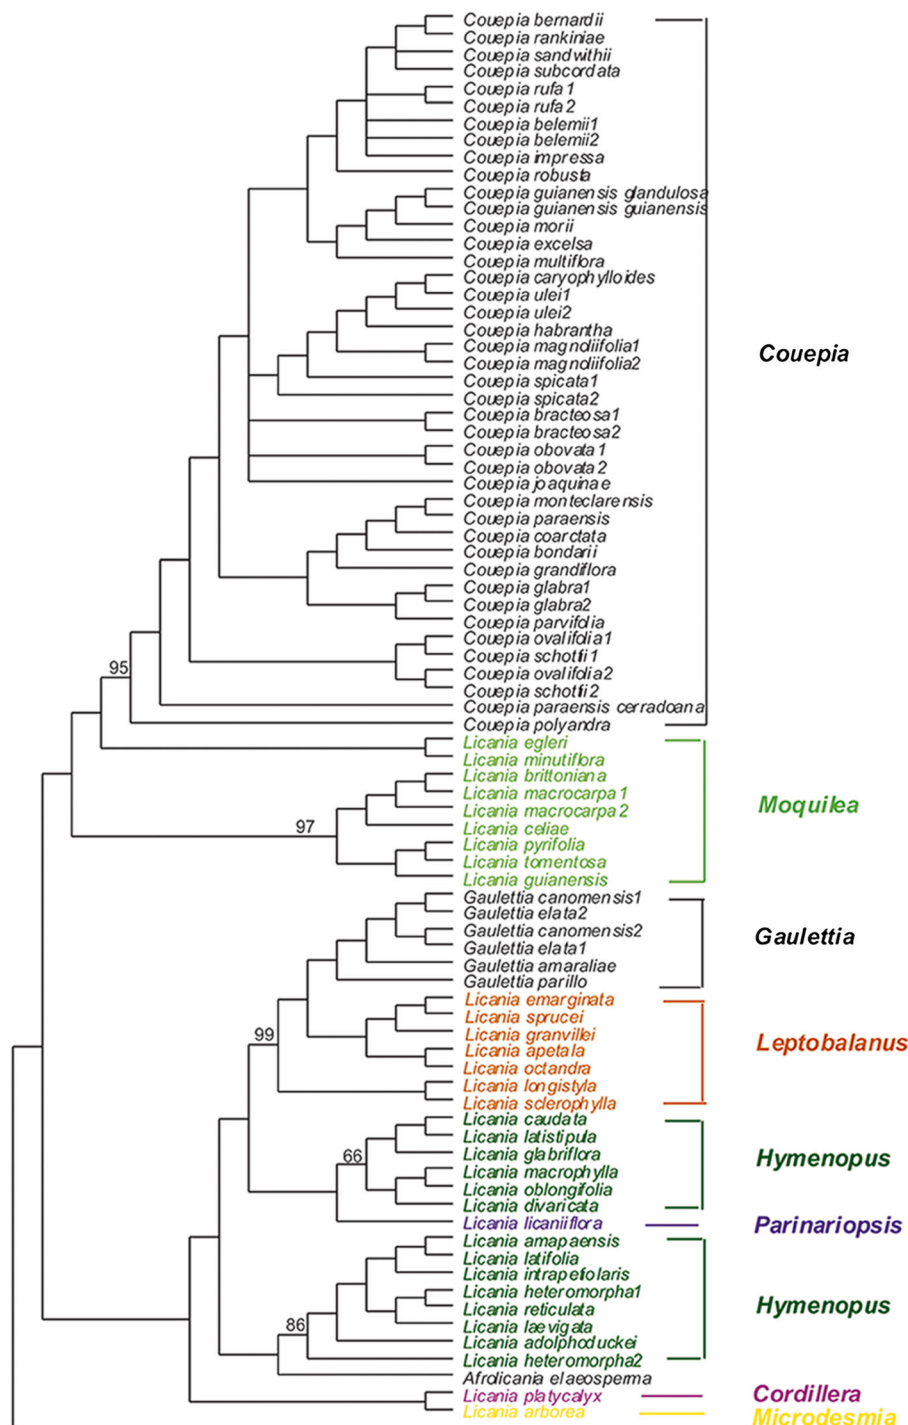 Couepia bernardii
Couepia rankiniae
Couepia sandwithii
Couepia subcordata
Couepia rufa1
Couepia rufa2
Couepia belemii1
Couepia belemii2
Couepia impressa
Couepia robusta
Couepia guianensis glandulosa
Couepia guianensis guianensis
Couepia morii
Couepia excelsa
Couepia multiflora
Couepia caryophylloides
Couepia ulei1
Couepia ulei2
Couepia habrantha
Couepia magnoliifolia1
Couepia
Couepia magnoliifolia2
Couepia spicata1
Couepia spicata2
Couepia bracteosa1
Couepia bracteosa2
Couepia obovata1
Couepia obovata2
Couepia joaquinae
Couepia monteclarensis
Couepia paraensis
Couepia coarctata
Couepia bondarii
Couepia grandiflora
Couepia glabra1
Couepia glabra2
Couepia parvifolia
Couepia ovalifolia1
Couepia schottii1
95
Couepia ovalifolia2
Couepia schottii2
Couepia paraensis cerradoana
Couepia polyandra
Licania egleri
Licania minutiflora
Licania brittoniana
Licania macrocarpa1
Moquilea
Licania macrocarpa2
97
Licania celiae
Licania pyrifolia
Licania tomentosa
Licania guianensis
Gaulettia canomensis1
Gaulettia elata2
Gaulettia canomensis2
Gaulettia
Gaulettia elata1
Gaulettia amaraliae
Gaulettia parillo
Licania emarginata
Licania sprucei
99
Licania granvillei
Leptobalanus
Licania apetala
Licania octandra
Licania longistyla
Licania sclerophylla
Licania caudata
Licania latistipula
66
Licania glabriflora
Hymenopus
Licania macrophylla
Licania oblongifolia
Licania divaricata
Licania licaniiflora
Parinariopsis
Licania amapaensis
Licania latifolia
Licania intrapetiolaris
Licania heteromorpha1
Hymenopus
Licania reticulata
86
Licania laevigata
Licania adolphoduckei
Licania heteromorpha2
Afrolicania elaeosperma
Licania platycalyx
Cordillera
Licania arborea
Microdesmia